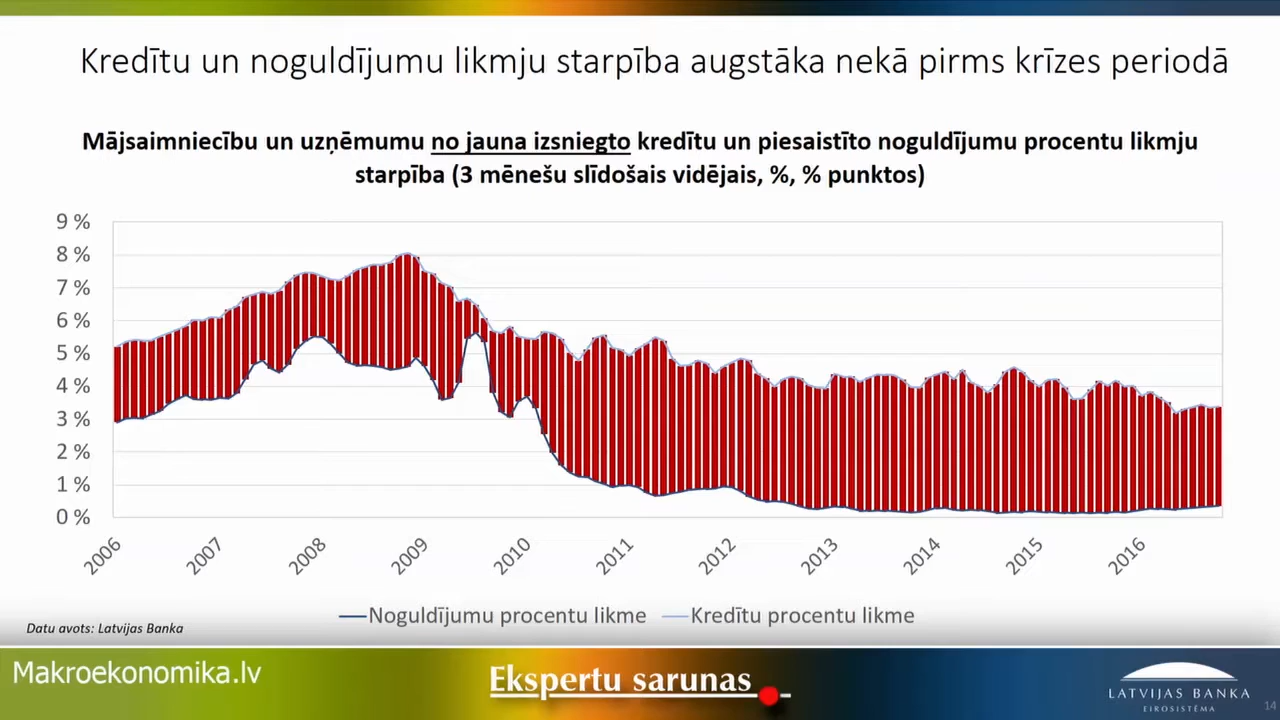 Kredītu un noguldījumu likmju starpība augstāka nekā pirms krīzes periodā
Mājsaimniecību un uzņēmumu no jauna izsniegto kredītu un piesaistīto noguldījumu procentu likmju
starpība (3 mēnešu slīdošais vidējais, %, % punktos)
9 %
8 %
7 %
6 %
5 %
4 %
3 %
2 %
1 %
0 %
2006
2007
2008
2009
2010
2011
2012
2013
2014
2015
2016
Noguldījumu procentu likme
Kredītu procentu likme
Datu avots: Latvijas Banka
Makroekonomika.lv
Ekspertu sarunas
LATVIJAS BANKA
EIROSISTĒMA
14